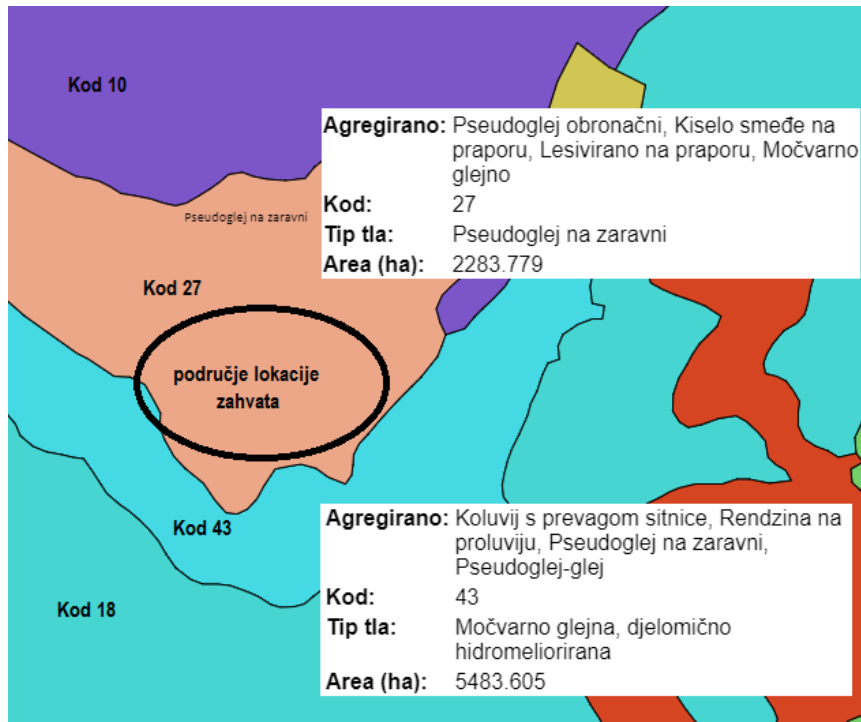 Kod 10
Agregirano: Pseudoglej obronačni, Kiselo smeđe na
praporu, Lesivirano na praporu, Močvarno
glejno
Kod: 27
Tip tla: Pseudoglej na zaravni
Area (ha): 2283.779
Pseudoglej na zaravni
Kod 27
područje lokacije
zahvata
Kod 43
Agregirano: Koluvij s prevagom sitnice, Rendzina na
proluviju, Pseudoglej na zaravni,
Pseudoglej-glej
Kod: 43
Tip tla: Močvarno glejna, djelomično
hidromeliorirana
Area (ha): 5483.605
Kod 18